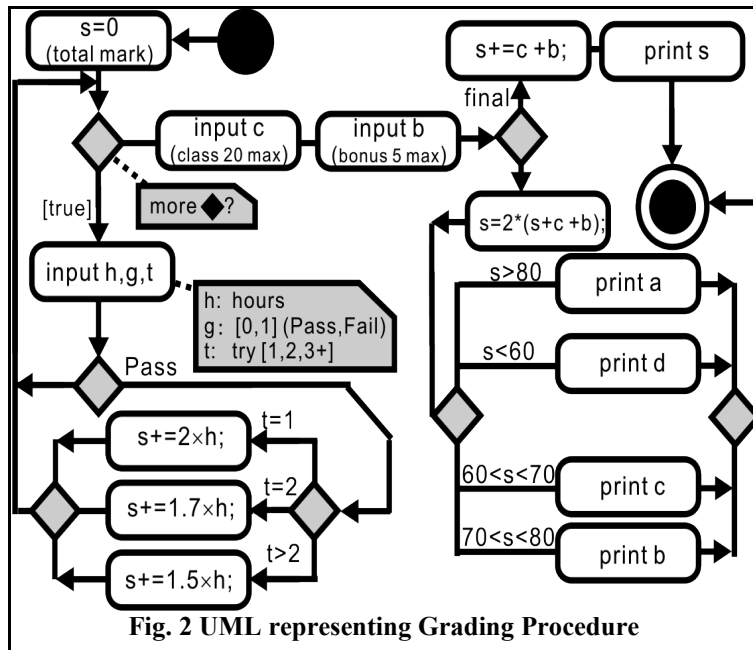 s=0
(total mark)
s+=c +b;
print s
final
input c
(class 20 max)
input b
(bonus 5 max)
more ◆?
[true]
s=2*(s+c +b);
input h,g,t
h: hours
g: [0,1] (Pass,Fail)
t: try [1,2,3+]
s>80
print a
Pass
s<60
print d
s+=2×h;
t=1
s+=1.7×h;
t=2
60<s<70
print c
s+=1.5×h;
t>2
70<s<80
print b
Fig. 2 UML representing Grading Procedure